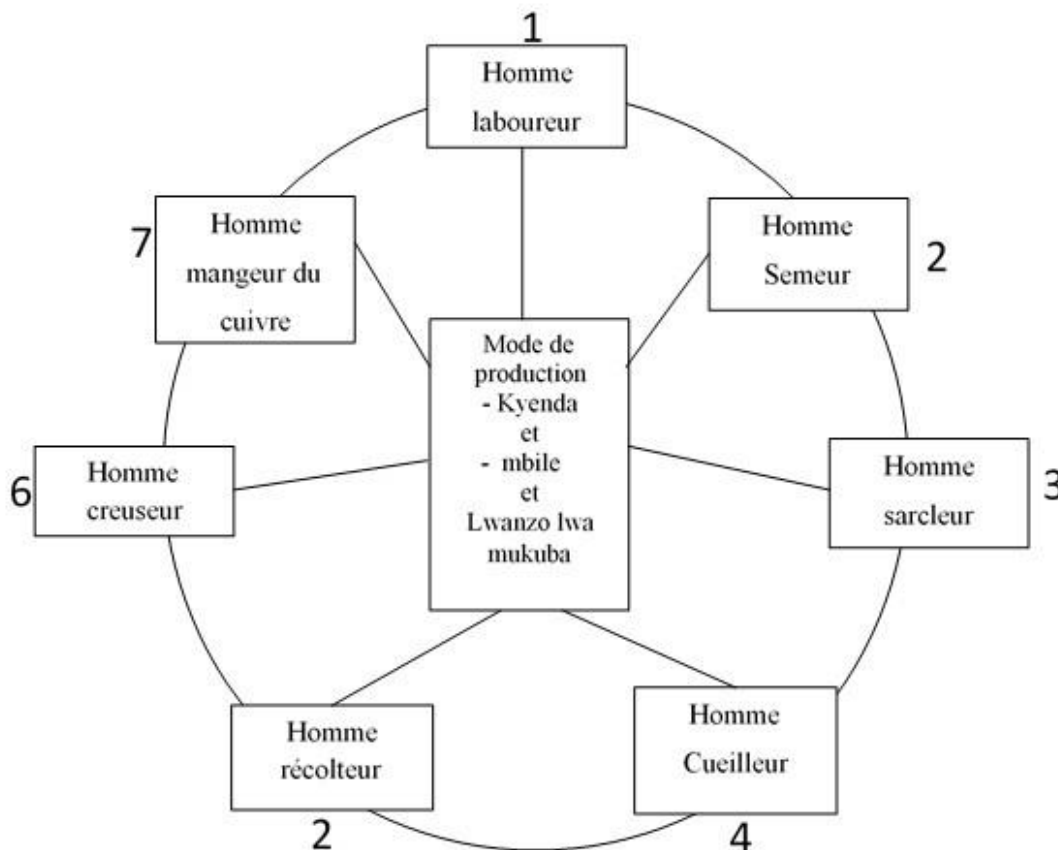 1
Homme
laboureur
2
Homme
Semeur
3
Homme
sarcleur
4
Homme
Cueilleur
2
Homme
récolteur
6
Homme
creuseur
7
Homme
mangeur du
cuivre
Mode de
production
- Kyenda
et
- mbile
et
Lwanzo lwa
mukuba